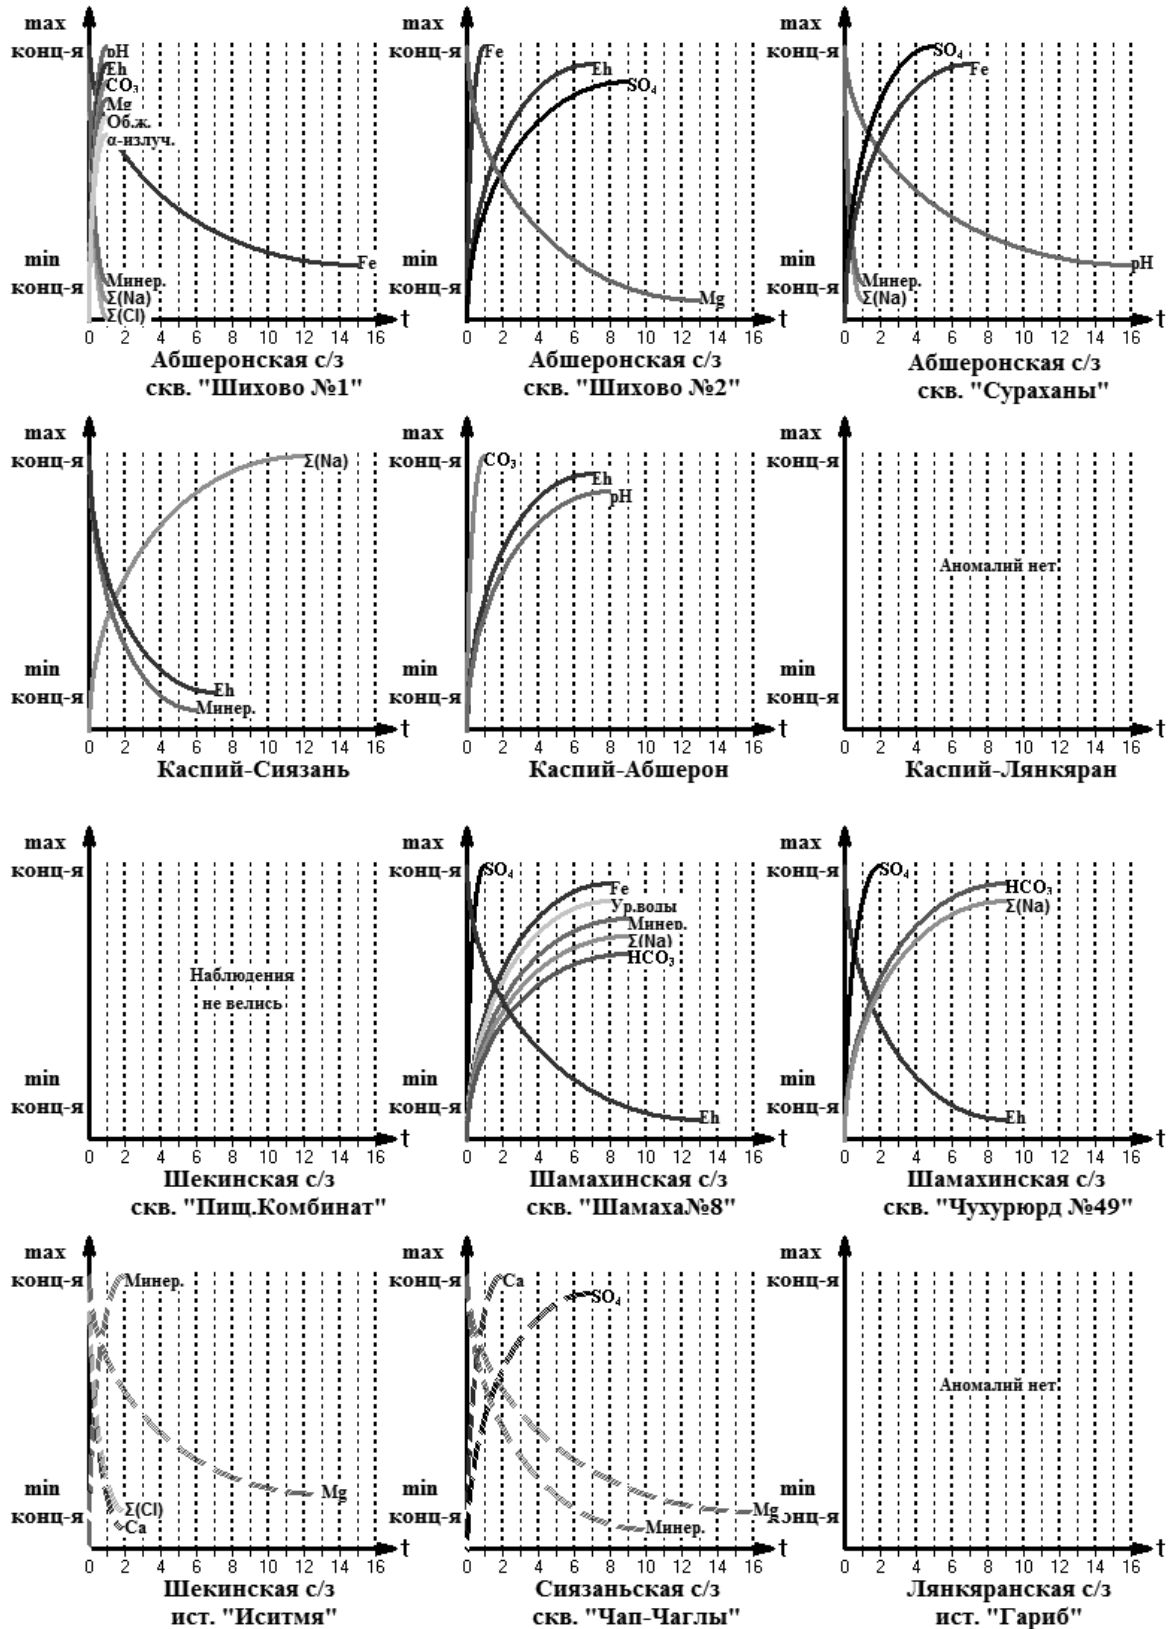 max
конц-я
pH
Eh
CO₃
Mg
Об.ж.
α-излуч.
min
конц-я
Fe
Минер.
Σ(Na)
Σ(Cl)
t
0 2 4 6 8 10 12 14 16
Абшеронская с/з
скв. "Шихово №1"
max
конц-я
Fe
Eh
SO₄
min
конц-я
Mg
t
0 2 4 6 8 10 12 14 16
Абшеронская с/з
скв. "Шихово №2"
max
конц-я
SO₄
Fe
min
конц-я
pH
Минер.
Σ(Na)
t
0 2 4 6 8 10 12 14 16
Абшеронская с/з
скв. "Сураханы"
max
конц-я
Σ(Na)
min
конц-я
Eh
Минер.
t
0 2 4 6 8 10 12 14 16
Каспий-Сиязань
max
конц-я
CO₃
Eh
pH
min
конц-я
t
0 2 4 6 8 10 12 14 16
Каспий-Абшерон
max
конц-я
Аномалий нет
min
конц-я
t
0 2 4 6 8 10 12 14 16
Каспий-Лянкяран
max
конц-я
Наблюдения
не велись
min
конц-я
t
0 2 4 6 8 10 12 14 16
Шекинская с/з
скв. "Пищ.Комбинат"
max
конц-я
SO₄
Fe
Ур.воды
Минер.
Σ(Na)
HCO₃
min
конц-я
Eh
t
0 2 4 6 8 10 12 14 16
Шамахинская с/з
скв. "Шамаха№8"
max
конц-я
SO₄
HCO₃
Σ(Na)
min
конц-я
Eh
t
0 2 4 6 8 10 12 14 16
Шамахинская с/з
скв. "Чухурюрд №49"
max
конц-я
Минер.
min
конц-я
Mg
Σ(Cl)
Ca
t
0 2 4 6 8 10 12 14 16
Шекинская с/з
ист. "Иситмя"
max
конц-я
Ca
SO₄
min
конц-я
Mg
Минер.
t
0 2 4 6 8 10 12 14 16
Сиязаньская с/з
скв. "Чап-Чаглы"
max
конц-я
Аномалий нет
min
конц-я
t
0 2 4 6 8 10 12 14 16
Лянкяранская с/з
ист. "Гариб"